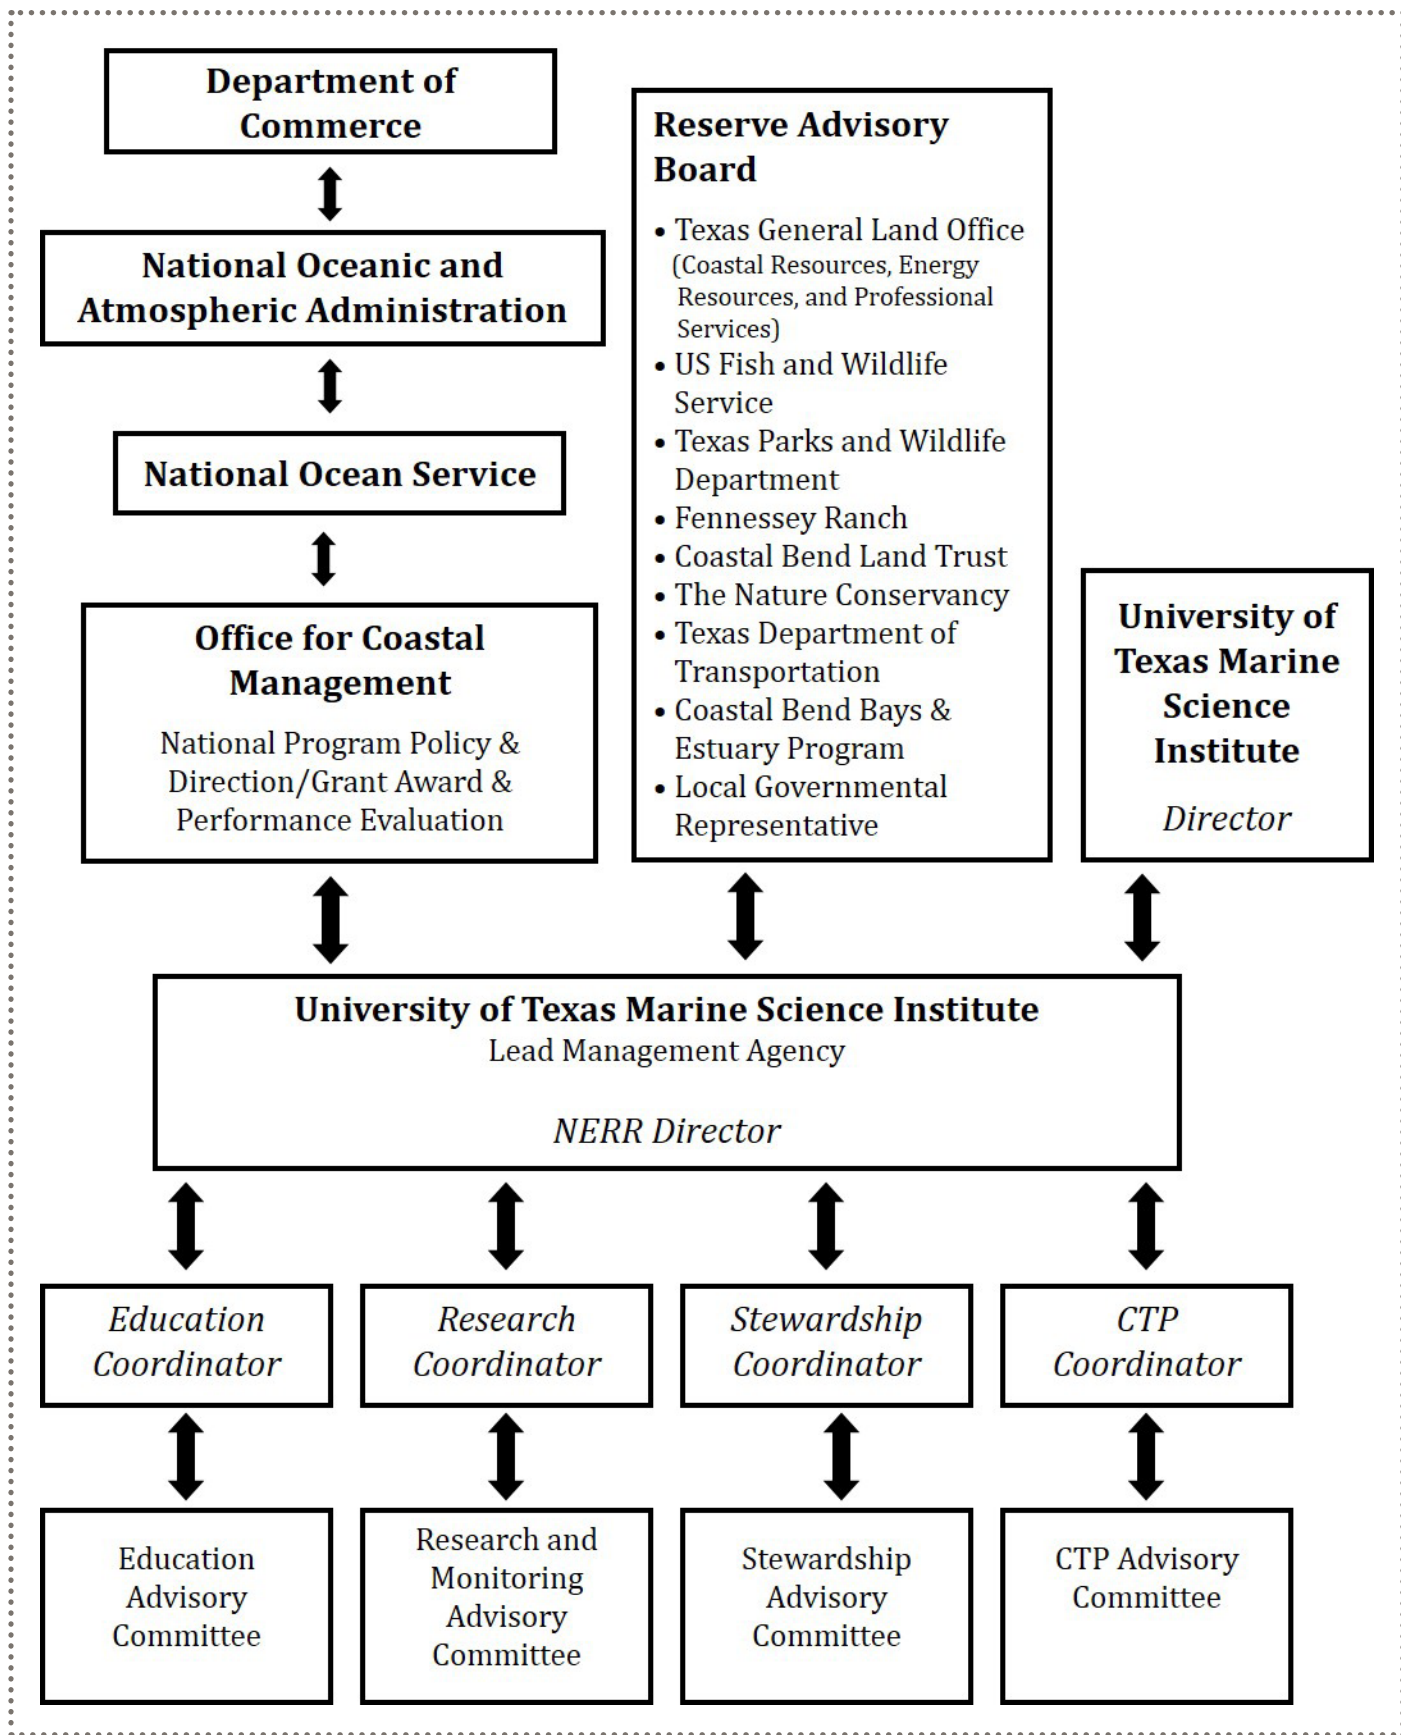 Department of
Commerce
National Oceanic and
Atmospheric Administration
National Ocean Service
Office for Coastal
Management
National Program Policy &
Direction/Grant Award &
Performance Evaluation
Reserve Advisory
Board
• Texas General Land Office
(Coastal Resources, Energy
Resources, and Professional
Services)
• US Fish and Wildlife
Service
• Texas Parks and Wildlife
Department
• Fennessey Ranch
• Coastal Bend Land Trust
• The Nature Conservancy
• Texas Department of
Transportation
• Coastal Bend Bays &
Estuary Program
• Local Governmental
Representative
University of
Texas Marine
Science
Institute
Director
University of Texas Marine Science Institute
Lead Management Agency
NERR Director
Education
Coordinator
Research
Coordinator
Stewardship
Coordinator
CTP
Coordinator
Education
Advisory
Committee
Research and
Monitoring
Advisory
Committee
Stewardship
Advisory
Committee
CTP Advisory
Committee